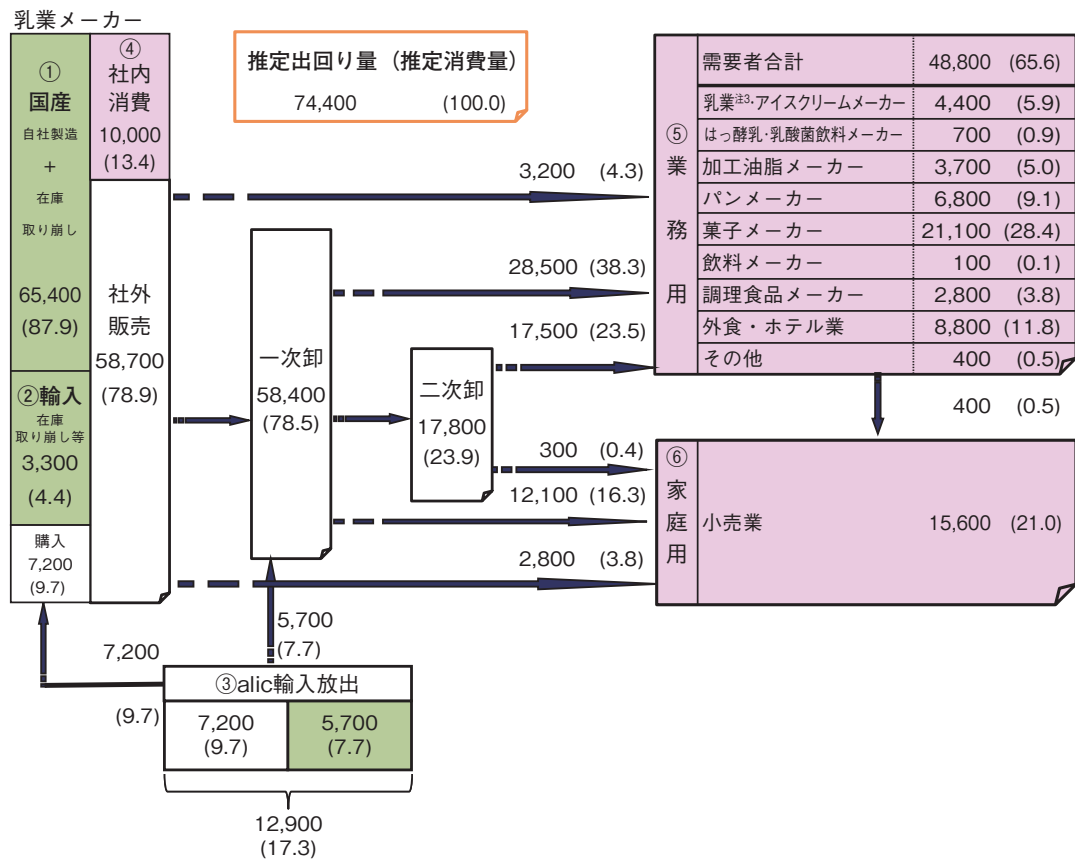 乳業メーカー
①
国産
自社製造
+
在庫
取り崩し
65,400
(87.9)
②輸入
在庫
取り崩し等
3,300
(4.4)
購入
7,200
(9.7)
④
社内
消費
10,000
(13.4)
社外
販売
58,700
(78.9)
推定出回り量（推定消費量）
74,400 (100.0)
3,200 (4.3)
28,500 (38.3)
17,500 (23.5)
一次卸
58,400
(78.5)
二次卸
17,800
(23.9)
300 (0.4)
12,100 (16.3)
2,800 (3.8)
5,700
(7.7)
7,200
(9.7)
③alic輸入放出
7,200
(9.7)
5,700
(7.7)
12,900
(17.3)
⑤
業
務
用
需要者合計 48,800 (65.6)
乳業注3・アイスクリームメーカー 4,400 (5.9)
はっ酵乳・乳酸菌飲料メーカー 700 (0.9)
加工油脂メーカー 3,700 (5.0)
パンメーカー 6,800 (9.1)
菓子メーカー 21,100 (28.4)
飲料メーカー 100 (0.1)
調理食品メーカー 2,800 (3.8)
外食・ホテル業 8,800 (11.8)
その他 400 (0.5)
400 (0.5)
⑥
家
庭
用
小売業 15,600 (21.0)